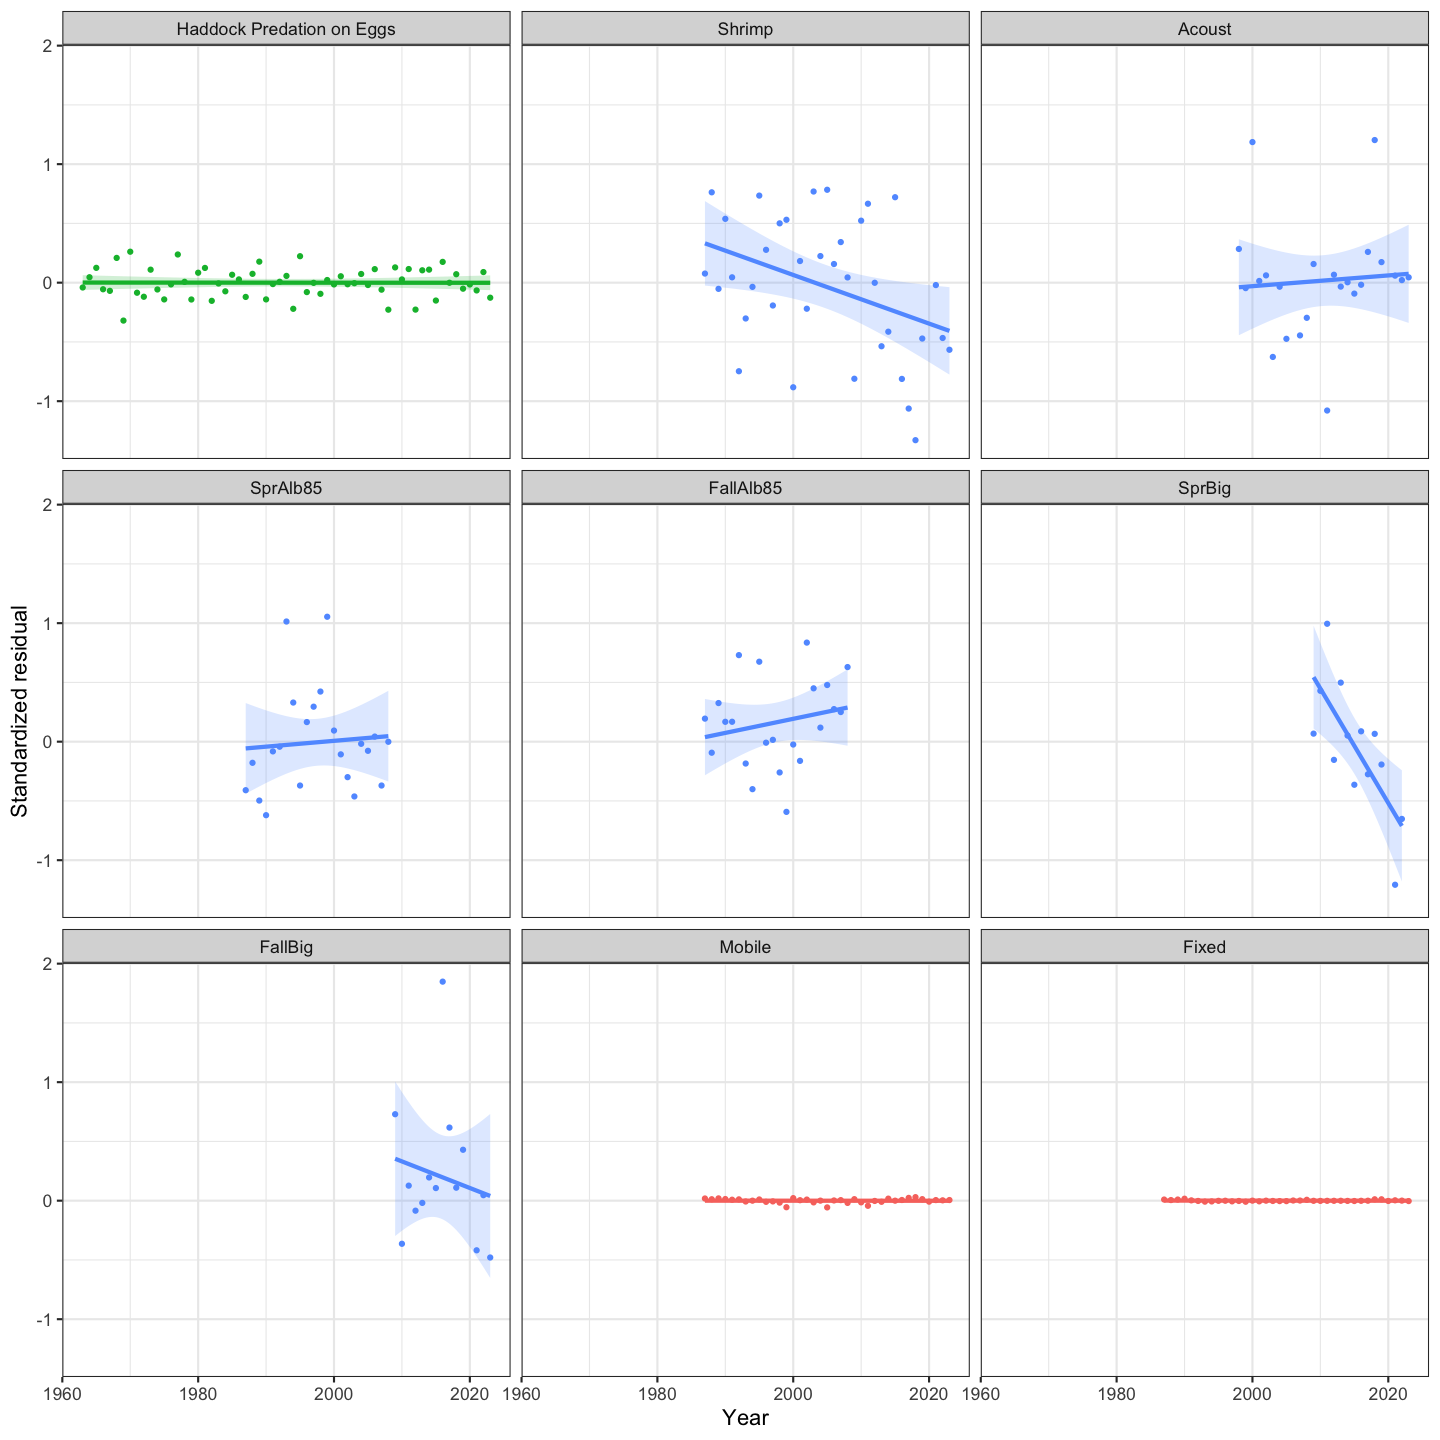 Haddock Predation on Eggs
Shrimp
Acoust
2
1
0
-1
SprAlb85
FallAlb85
SprBig
2
1
0
-1
Standardized residual
FallBig
Mobile
Fixed
2
1
0
-1
1960 1980 2000 2020 1960 1980 2000 2020 1960 1980 2000 2020
Year